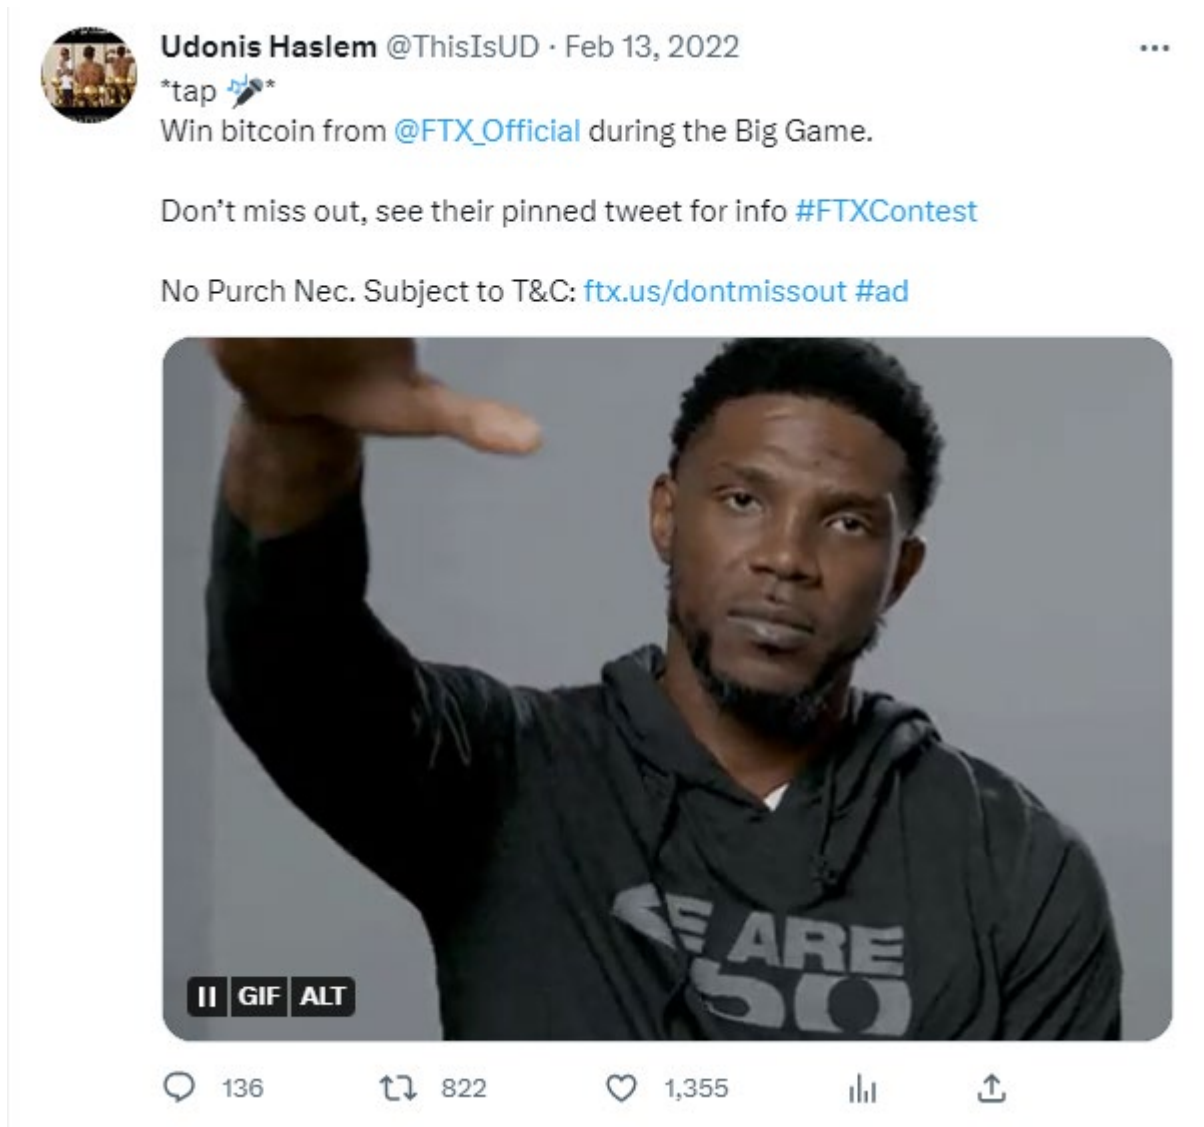 Udonis Haslem @ThisIsUD · Feb 13, 2022
*tap 🎤*
Win bitcoin from @FTX_Official during the Big Game.
Don’t miss out, see their pinned tweet for info #FTXContest
No Purch Nec. Subject to T&C: ftx.us/dontmissout #ad
ARE
GIF ALT
136 822 1,355